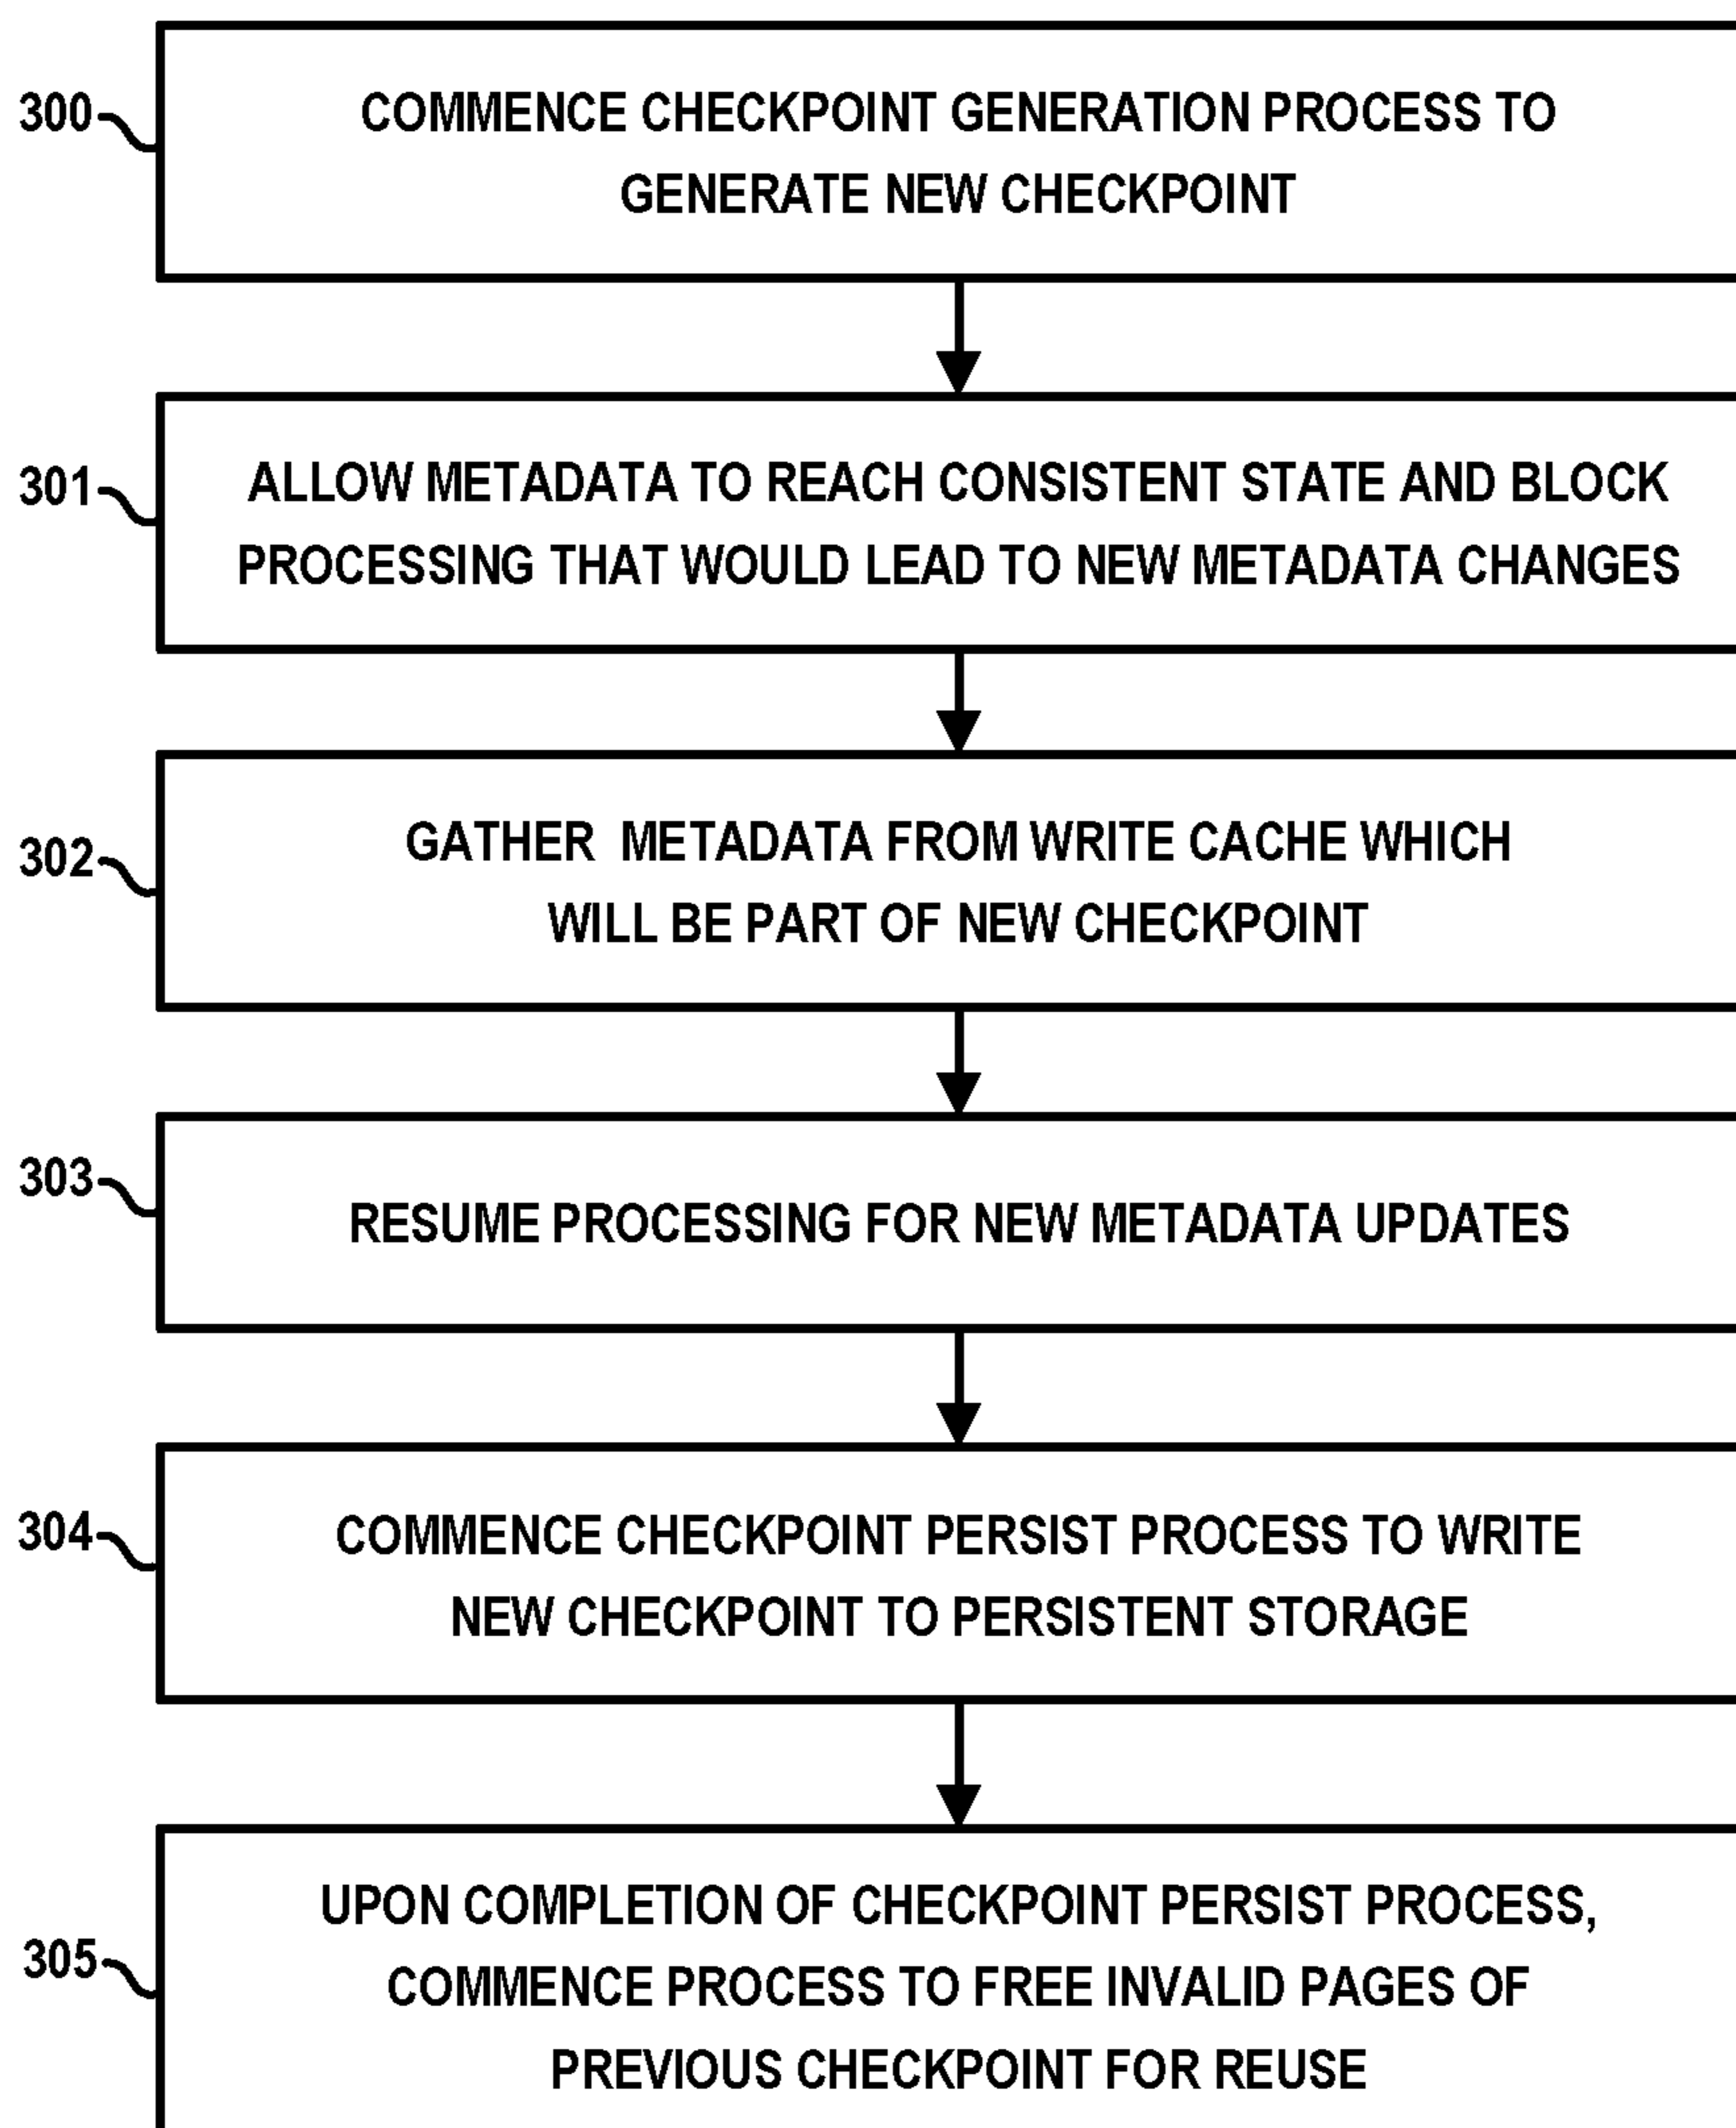 300
COMMENCE CHECKPOINT GENERATION PROCESS TO
GENERATE NEW CHECKPOINT
301
ALLOW METADATA TO REACH CONSISTENT STATE AND BLOCK
PROCESSING THAT WOULD LEAD TO NEW METADATA CHANGES
302
GATHER METADATA FROM WRITE CACHE WHICH
WILL BE PART OF NEW CHECKPOINT
303
RESUME PROCESSING FOR NEW METADATA UPDATES
304
COMMENCE CHECKPOINT PERSIST PROCESS TO WRITE
NEW CHECKPOINT TO PERSISTENT STORAGE
305
UPON COMPLETION OF CHECKPOINT PERSIST PROCESS,
COMMENCE PROCESS TO FREE INVALID PAGES OF
PREVIOUS CHECKPOINT FOR REUSE